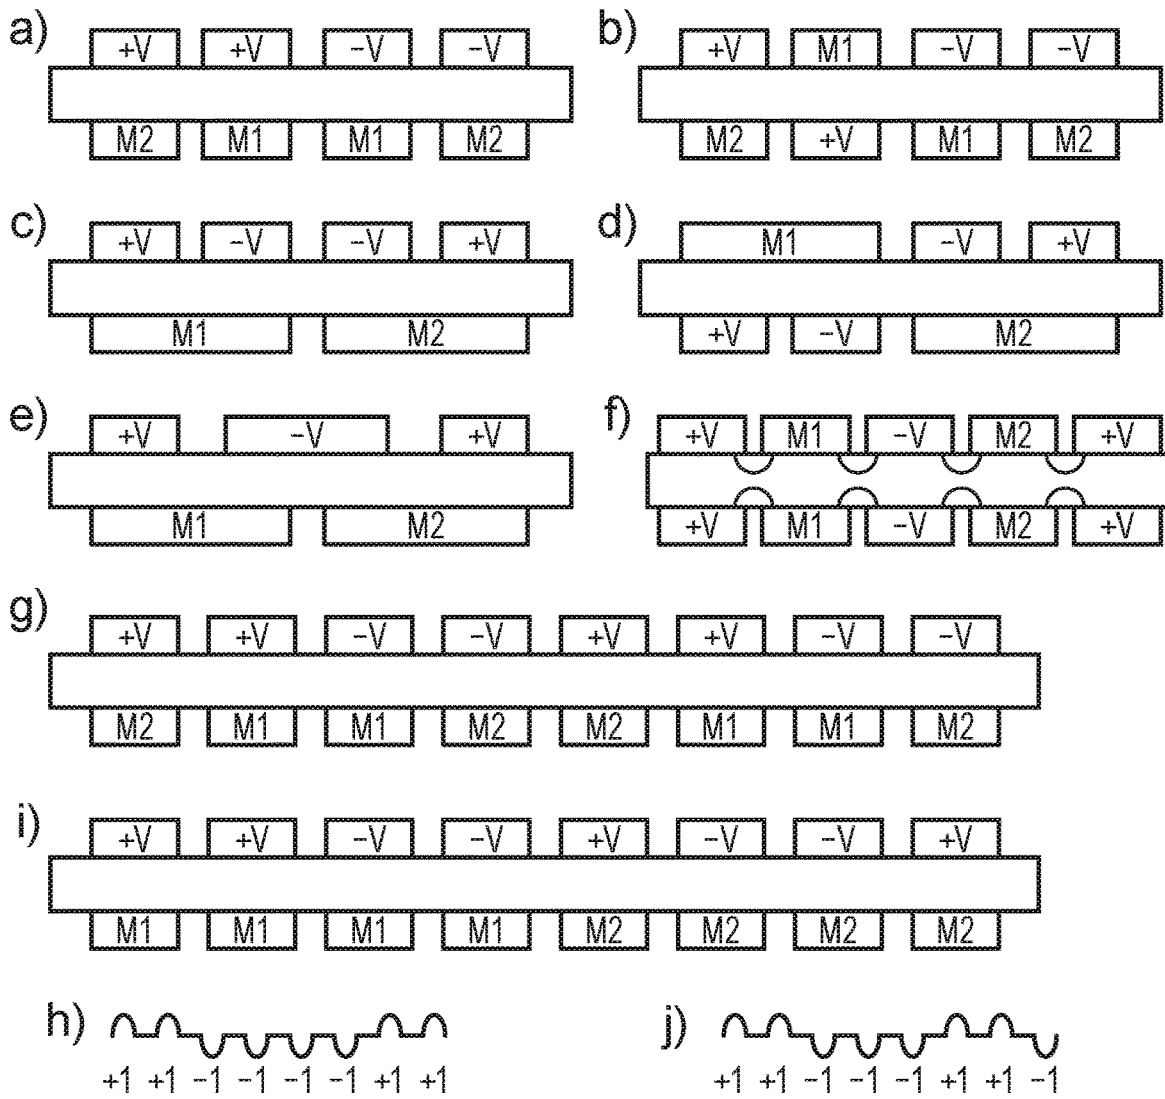 a) +V +V −V −V
M2 M1 M1 M2
b) +V M1 −V −V
M2 +V M1 M2
c) +V −V −V +V
M1 M2
d) M1 −V +V
+V −V M2
e) +V −V +V
M1 M2
f) +V M1 −V M2 +V
+V M1 −V M2 +V
g) +V +V −V −V +V +V −V −V
M2 M1 M1 M2 M2 M1 M1 M2
i) +V +V −V −V +V −V −V +V
M1 M1 M1 M1 M2 M2 M2 M2
h)
+1 +1 −1 −1 −1 −1 +1 +1
j)
+1 +1 −1 −1 −1 +1 +1 −1